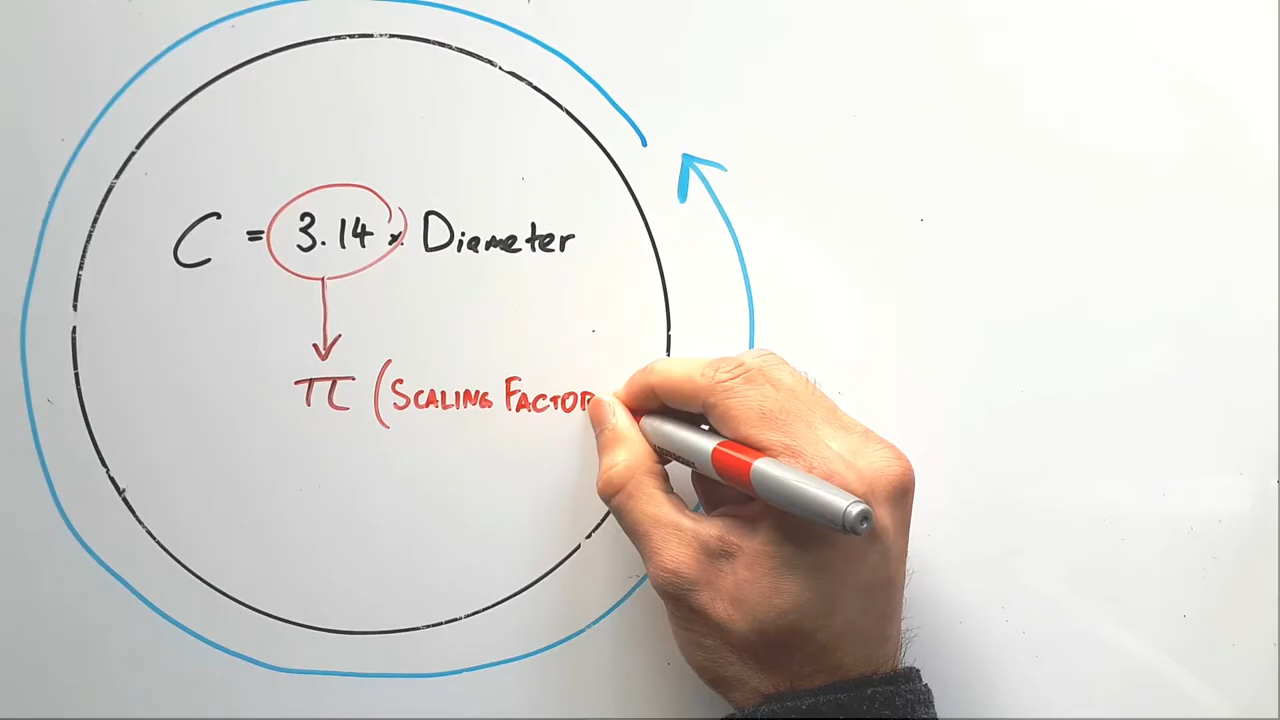 C = 3.14 × Diameter
π (SCALING FACTOR